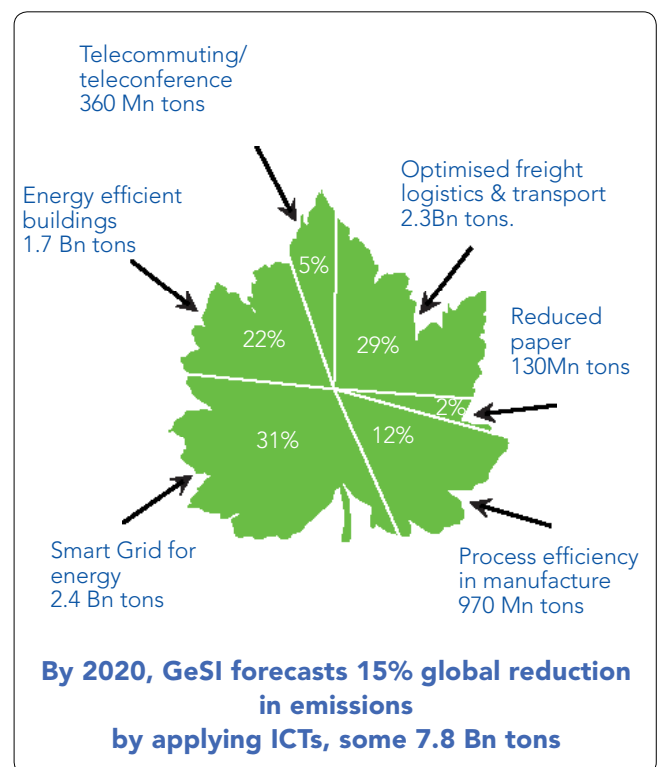 Telecommuting/
teleconference
360 Mn tons
Optimised freight
logistics & transport
2.3Bn tons.
Energy efficient
buildings
1.7 Bn tons
5%
22%
29%
Reduced
paper
130Mn tons
2%
31%
12%
Smart Grid for
energy
2.4 Bn tons
Process efficiency
in manufacture
970 Mn tons
By 2020, GeSI forecasts 15% global reduction
in emissions
by applying ICTs, some 7.8 Bn tons